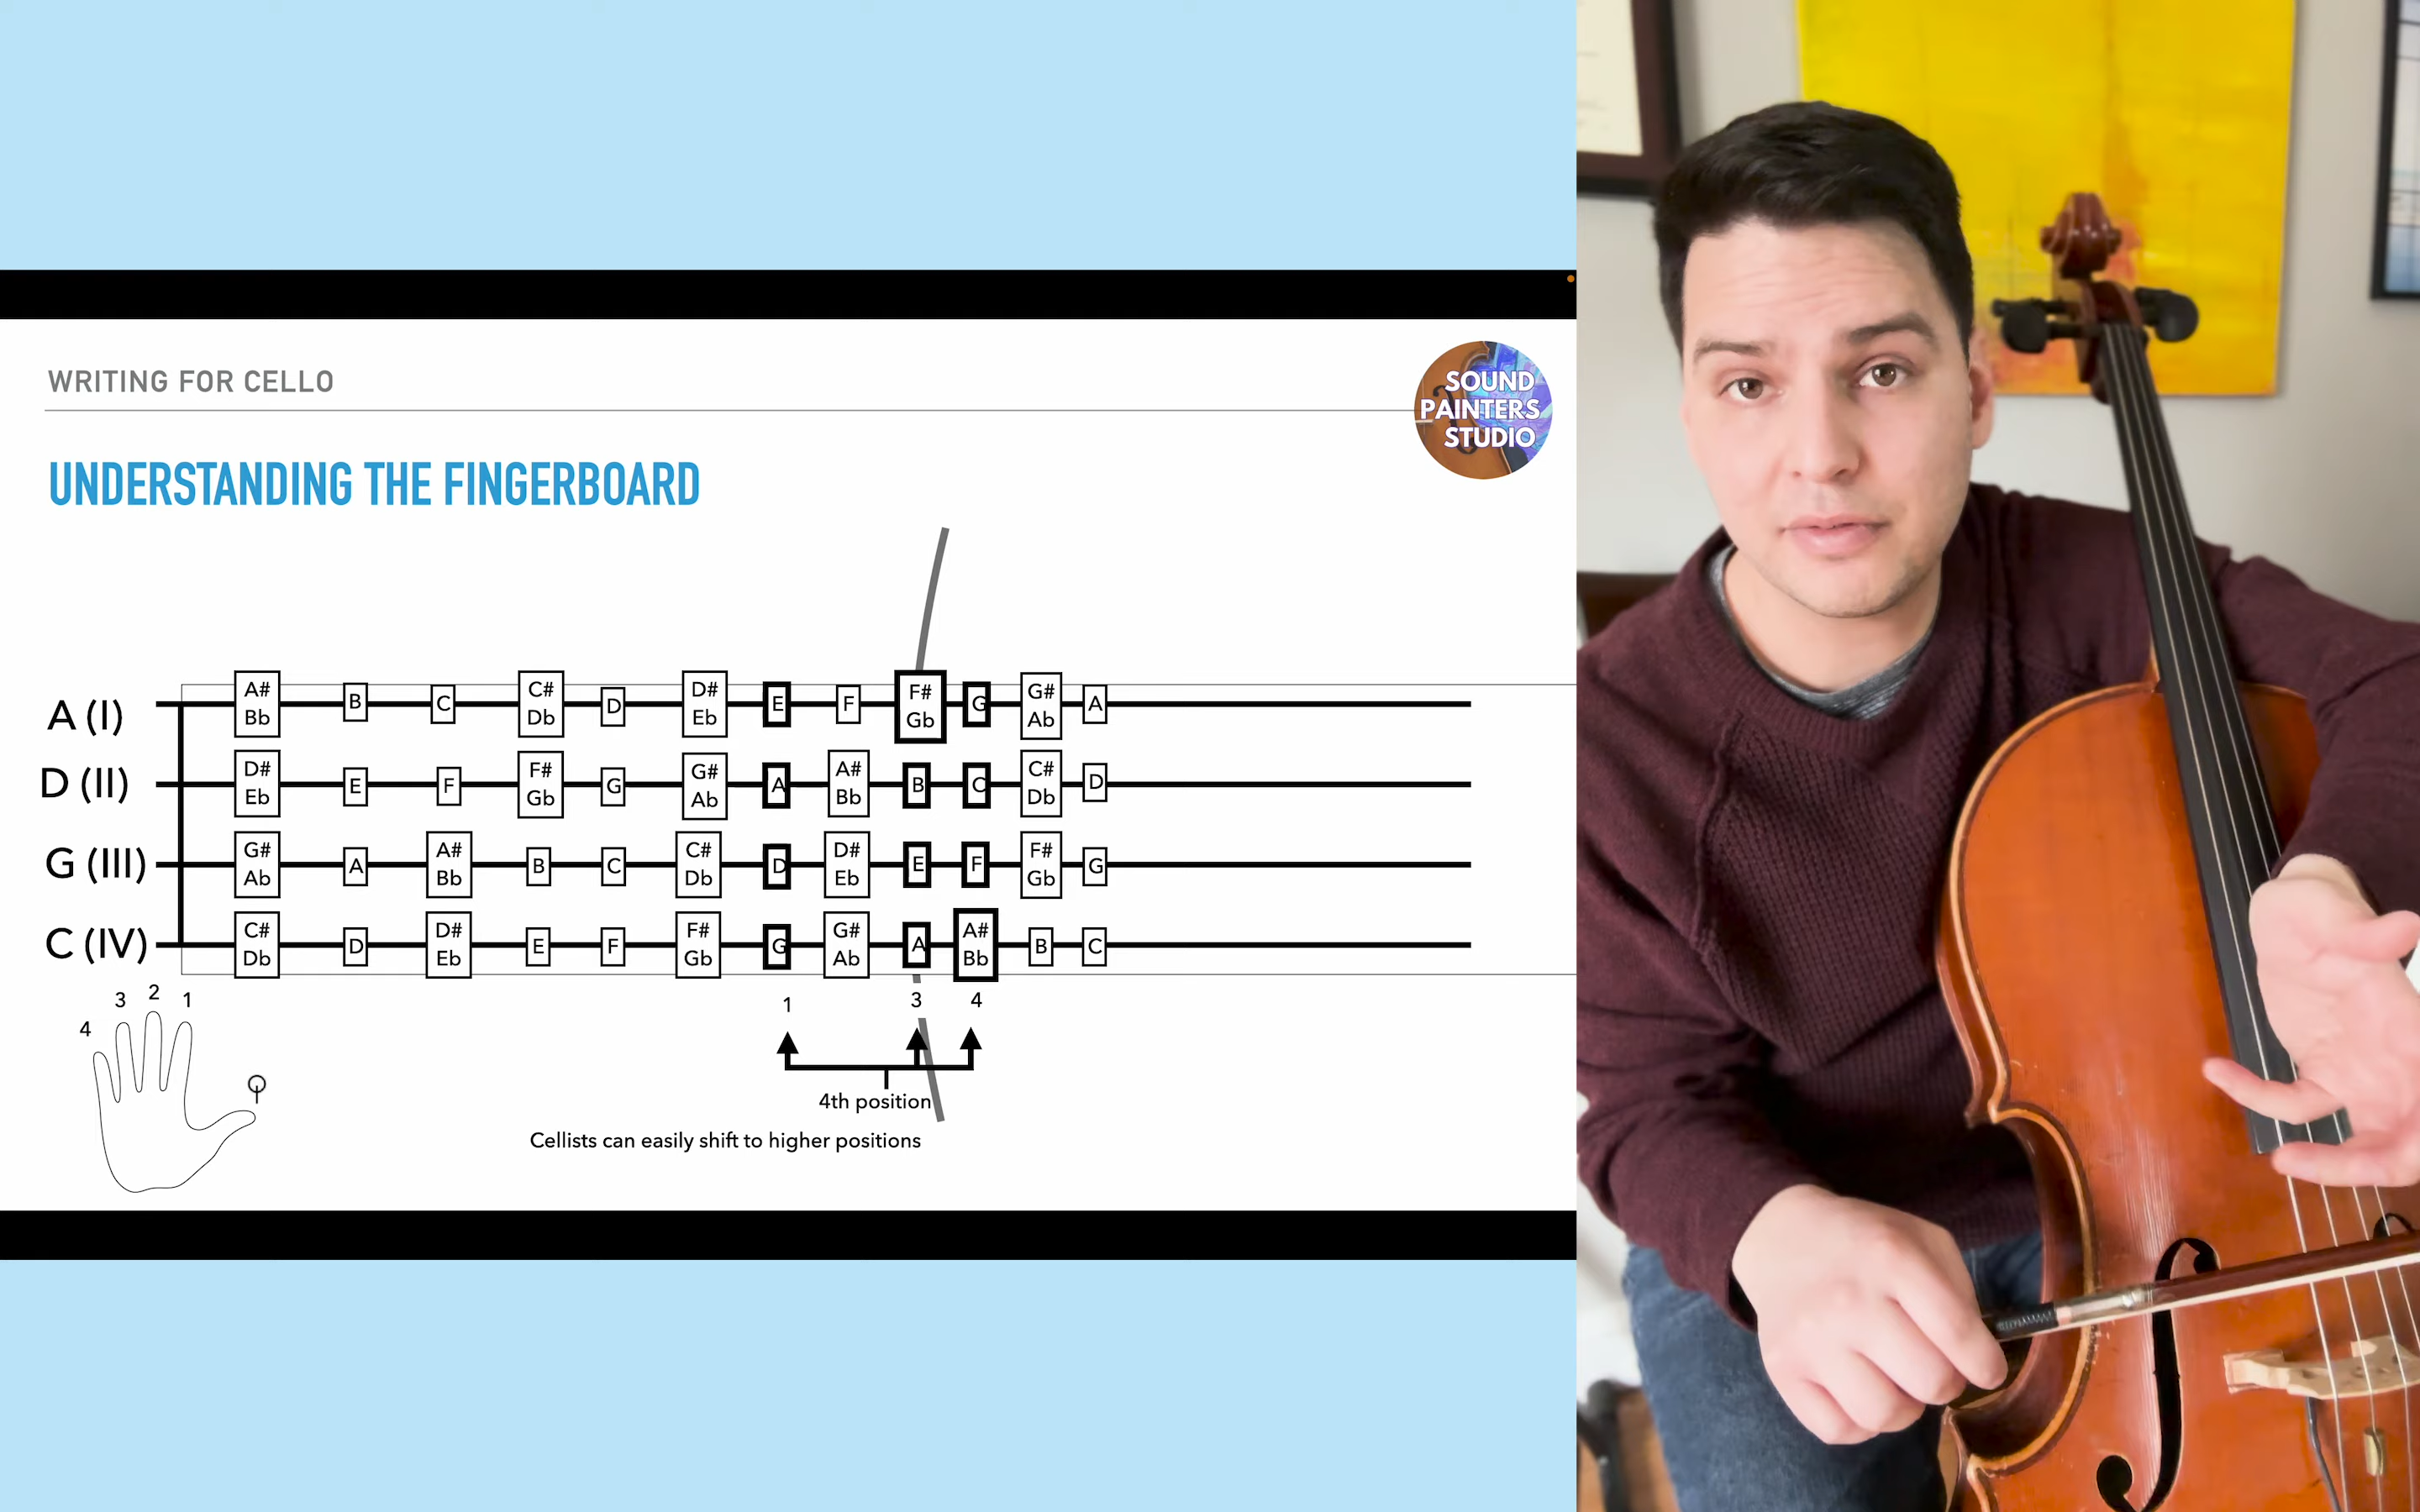 WRITING FOR CELLO
SOUND
PAINTERS
STUDIO
UNDERSTANDING THE FINGERBOARD
A (I) A# Bb B C C# Db D D# Eb E F F# Gb G G# Ab A
D (II) D# Eb E F F# Gb G G# Ab A A# Bb B C C# Db D
G (III) G# Ab A A# Bb B C C# Db D D# Eb E F F# Gb G
C (IV) C# Db D D# Eb E F F# Gb G G# Ab A A# Bb B C
4 3 2 1
1 3 4
4th position
Cellists can easily shift to higher positions